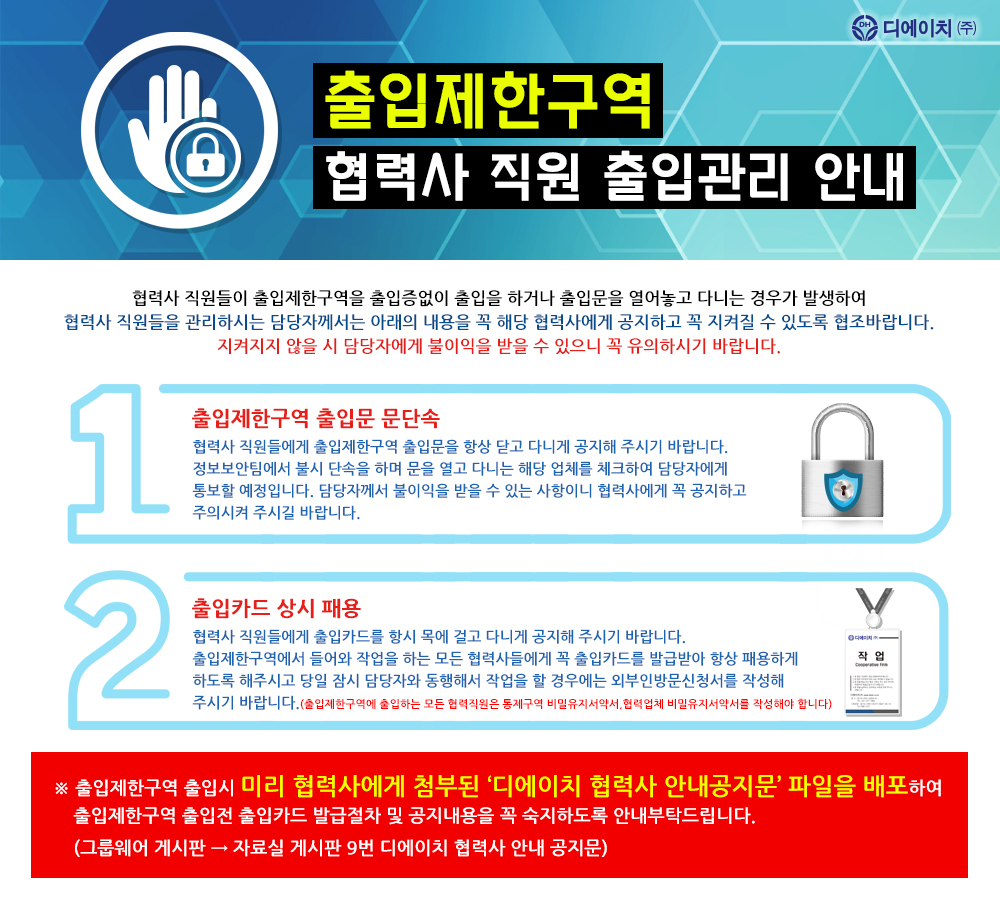 DH 디에이치(주)
출입제한구역
협력사 직원 출입관리 안내
협력사 직원들이 출입제한구역을 출입증없이 출입을 하거나 출입문을 열어놓고 다니는 경우가 발생하여
협력사 직원들을 관리하시는 담당자께서는 아래의 내용을 꼭 해당 협력사에게 공지하고 꼭 지켜질 수 있도록 협조바랍니다.
지켜지지 않을 시 담당자에게 불이익을 받을 수 있으니 꼭 유의하시기 바랍니다.
1
출입제한구역 출입문 문단속
협력사 직원들에게 출입제한구역 출입문을 항상 닫고 다니게 공지해 주시기 바랍니다.
정보보안팀에서 불시 단속을 하며 문을 열고 다니는 해당 업체를 체크하여 담당자에게
통보할 예정입니다. 담당자께서 불이익을 받을 수 있는 사항이니 협력사에게 꼭 공지하고
주의시켜 주시길 바랍니다.
2
출입카드 상시 패용
협력사 직원들에게 출입카드를 항시 목에 걸고 다니게 공지해 주시기 바랍니다.
출입제한구역에서 들어와 작업을 하는 모든 협력사들에게 꼭 출입카드를 발급받아 항상 패용하게
하도록 해주시고 당일 잠시 담당자와 동행해서 작업을 할 경우에는 외부인방문신청서를 작성해
주시기 바랍니다.(출입제한구역에 출입하는 모든 협력직원은 통제구역 비밀유지서약서,협력업체 비밀유지서약서를 작성해야 합니다)
디에이치(주)
작 업
Cooperative Firm
※ 출입제한구역 출입시 미리 협력사에게 첨부된 ‘디에이치 협력사 안내공지문’ 파일을 배포하여
출입제한구역 출입전 출입카드 발급절차 및 공지내용을 꼭 숙지하도록 안내부탁드립니다.
(그룹웨어 게시판 → 자료실 게시판 9번 디에이치 협력사 안내 공지문)